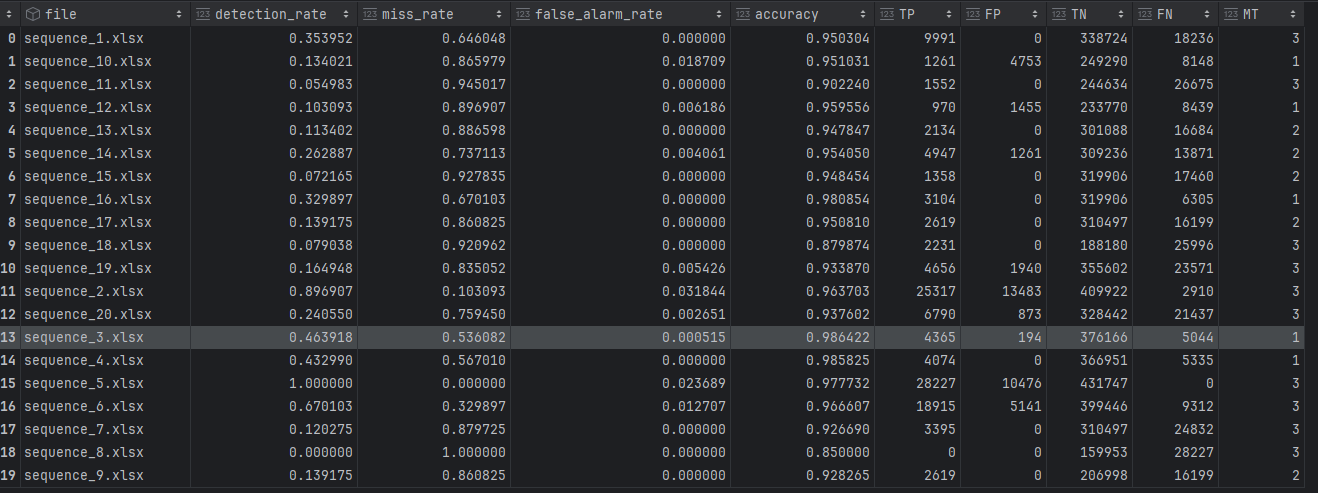 123 file 123 detection_rate 123 miss_rate 123 false_alarm_rate 123 accuracy 123 TP 123 FP 123 TN 123 FN 123 MT
0 sequence_1.xlsx 0.353952 0.646048 0.000000 0.950304 9991 0 338724 18236 3
1 sequence_10.xlsx 0.134021 0.865979 0.018709 0.951031 1261 4753 249290 8148 1
2 sequence_11.xlsx 0.054983 0.945017 0.000000 0.902240 1552 0 244634 26675 3
3 sequence_12.xlsx 0.103093 0.896907 0.006186 0.959556 970 1455 233770 8439 1
4 sequence_13.xlsx 0.113402 0.886598 0.000000 0.947847 2134 0 301088 16684 2
5 sequence_14.xlsx 0.262887 0.737113 0.004061 0.954050 4947 1261 309236 13871 2
6 sequence_15.xlsx 0.072165 0.927835 0.000000 0.948454 1358 0 319906 17460 2
7 sequence_16.xlsx 0.329897 0.670103 0.000000 0.980854 3104 0 319906 6305 1
8 sequence_17.xlsx 0.139175 0.860825 0.000000 0.950810 2619 0 310497 16199 2
9 sequence_18.xlsx 0.079038 0.920962 0.000000 0.879874 2231 0 188180 25996 3
10 sequence_19.xlsx 0.164948 0.835052 0.005426 0.933870 4656 1940 355602 23571 3
11 sequence_2.xlsx 0.896907 0.103093 0.031844 0.963703 25317 13483 409922 2910 3
12 sequence_20.xlsx 0.240550 0.759450 0.002651 0.937602 6790 873 328442 21437 3
13 sequence_3.xlsx 0.463918 0.536082 0.000515 0.986422 4365 194 376166 5044 1
14 sequence_4.xlsx 0.432990 0.567010 0.000000 0.985825 4074 0 366951 5335 1
15 sequence_5.xlsx 1.000000 0.000000 0.023689 0.977732 28227 10476 431747 0 3
16 sequence_6.xlsx 0.670103 0.329897 0.012707 0.966607 18915 5141 399446 9312 3
17 sequence_7.xlsx 0.120275 0.879725 0.000000 0.926690 3395 0 310497 24832 3
18 sequence_8.xlsx 0.000000 1.000000 0.000000 0.850000 0 0 159953 28227 3
19 sequence_9.xlsx 0.139175 0.860825 0.000000 0.928265 2619 0 206998 16199 2